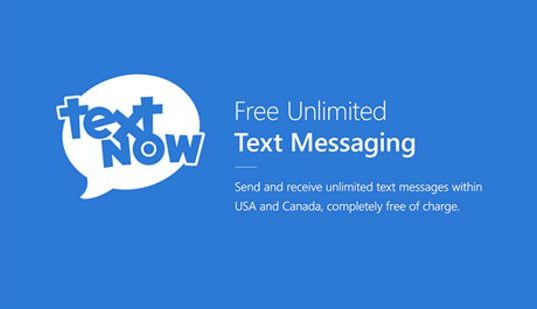 text
NOW
Free Unlimited
Text Messaging
Send and receive unlimited text messages within
USA and Canada, completely free of charge.